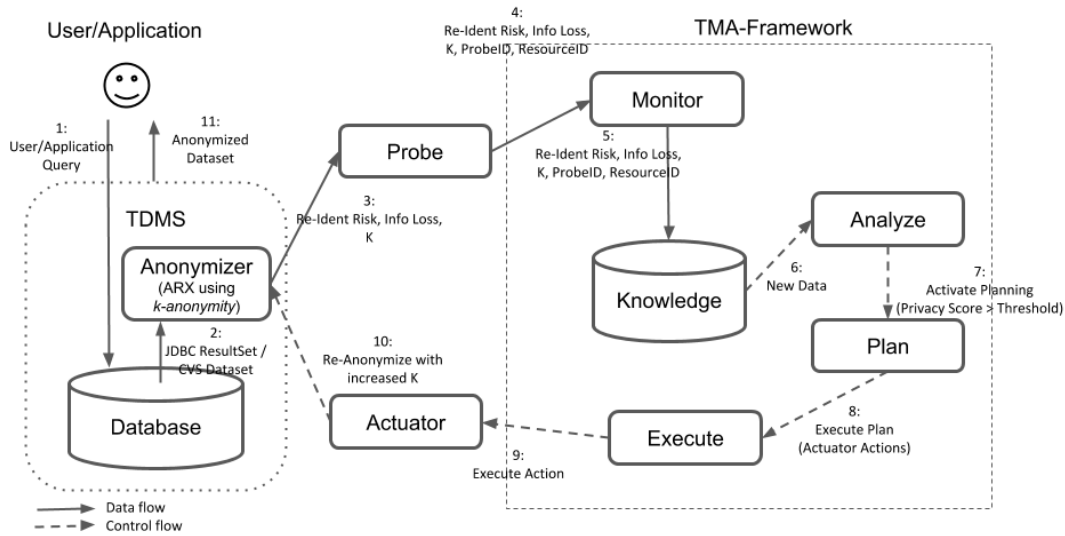 User/Application
TMA-Framework
4:
Re-Ident Risk, Info Loss,
K, ProbeID, ResourceID
Monitor
1:
User/Application
Query
11:
Anonymized
Dataset
Probe
5:
Re-Ident Risk, Info Loss,
K, ProbeID, ResourceID
3:
Re-Ident Risk, Info Loss,
K
TDMS
Anonymizer
(ARX using
k-anonymity)
Analyze
Knowledge
6:
New Data
7:
Activate Planning
(Privacy Score > Threshold)
2:
JDBC ResultSet /
CVS Dataset
10:
Re-Anonymize with
increased K
Plan
Database
Actuator
Execute
8:
Execute Plan
(Actuator Actions)
9:
Execute Action
Data flow
Control flow